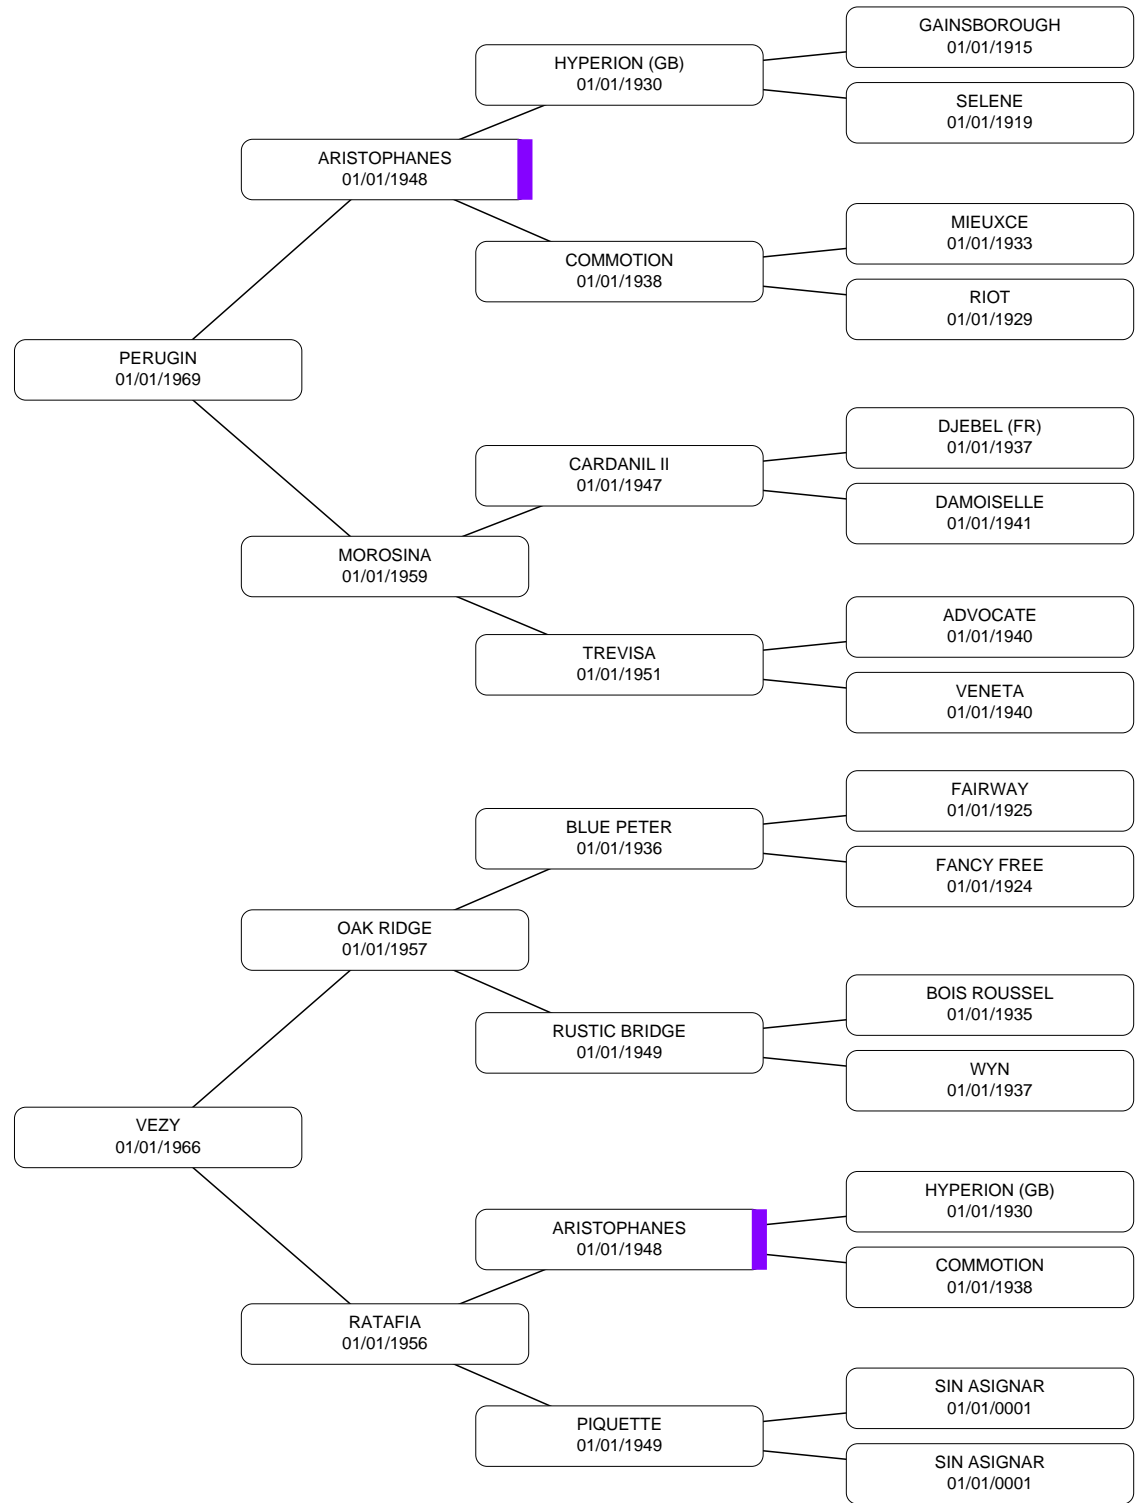 GAINSBOROUGH
01/01/1915
HYPERION (GB)
01/01/1930
SELENE
01/01/1919
ARISTOPHANES
01/01/1948
MIEUXCE
01/01/1933
COMMOTION
01/01/1938
RIOT
01/01/1929
PERUGIN
01/01/1969
DJEBEL (FR)
01/01/1937
CARDANIL II
01/01/1947
DAMOISELLE
01/01/1941
MOROSINA
01/01/1959
ADVOCATE
01/01/1940
TREVISA
01/01/1951
VENETA
01/01/1940
FAIRWAY
01/01/1925
BLUE PETER
01/01/1936
FANCY FREE
01/01/1924
OAK RIDGE
01/01/1957
BOIS ROUSSEL
01/01/1935
RUSTIC BRIDGE
01/01/1949
WYN
01/01/1937
VEZY
01/01/1966
HYPERION (GB)
01/01/1930
ARISTOPHANES
01/01/1948
COMMOTION
01/01/1938
RATAFIA
01/01/1956
SIN ASIGNAR
01/01/0001
PIQUETTE
01/01/1949
SIN ASIGNAR
01/01/0001